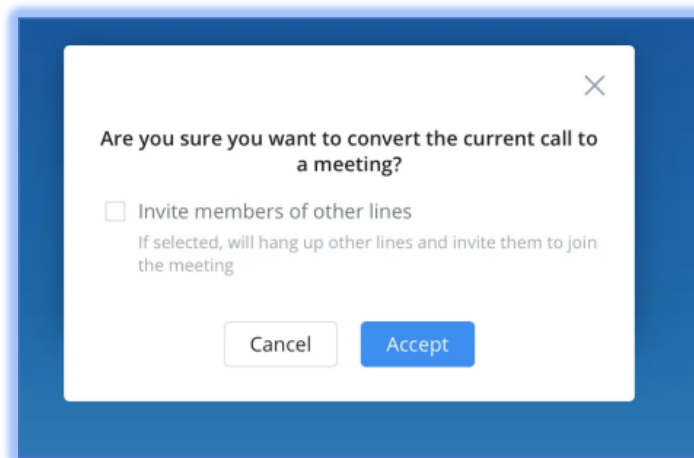 Are you sure you want to convert the current call to
a meeting?
Invite members of other lines
If selected, will hang up other lines and invite them to join
the meeting
Cancel
Accept